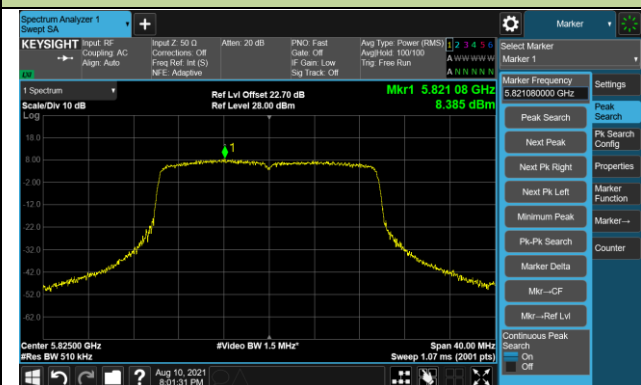 Spectrum Analyzer 1
Swept SA
+
Marker
KEYSIGHT
Input: RF
Coupling: AC
Align: Auto
Input Z: 50 Ω
Corrections: Off
Freq Ref: Int (S)
NFE: Adaptive
Atten: 20 dB
PNO: Fast
Gate: Off
IF Gain: Low
Sig Track: Off
Avg Type: Power (RMS)
Avg|Hold: 100/100
Trig: Free Run
1 2 3 4 5 6
A W W W W W
A N N N N N
Select Marker
Marker 1
1 Spectrum
Scale/Div 10 dB
Log
Ref Lvl Offset 22.70 dB
Ref Level 28.00 dBm
Mkr1 5.821 08 GHz
8.385 dBm
18.0
8.00
-2.00
-12.0
-22.0
-32.0
-42.0
-52.0
-62.0
1
Center 5.82500 GHz
#Res BW 510 kHz
#Video BW 1.5 MHz*
Span 40.00 MHz
Sweep 1.07 ms (2001 pts)
Marker Frequency
5.821080000 GHz
Peak Search
Next Peak
Next Pk Right
Next Pk Left
Minimum Peak
Pk-Pk Search
Marker Delta
Mkr→CF
Mkr→Ref Lvl
Continuous Peak
Search
On
Off
Settings
Peak
Search
Pk Search
Config
Properties
Marker
Function
Marker→
Counter
?
Aug 10, 2021
8:01:31 PM